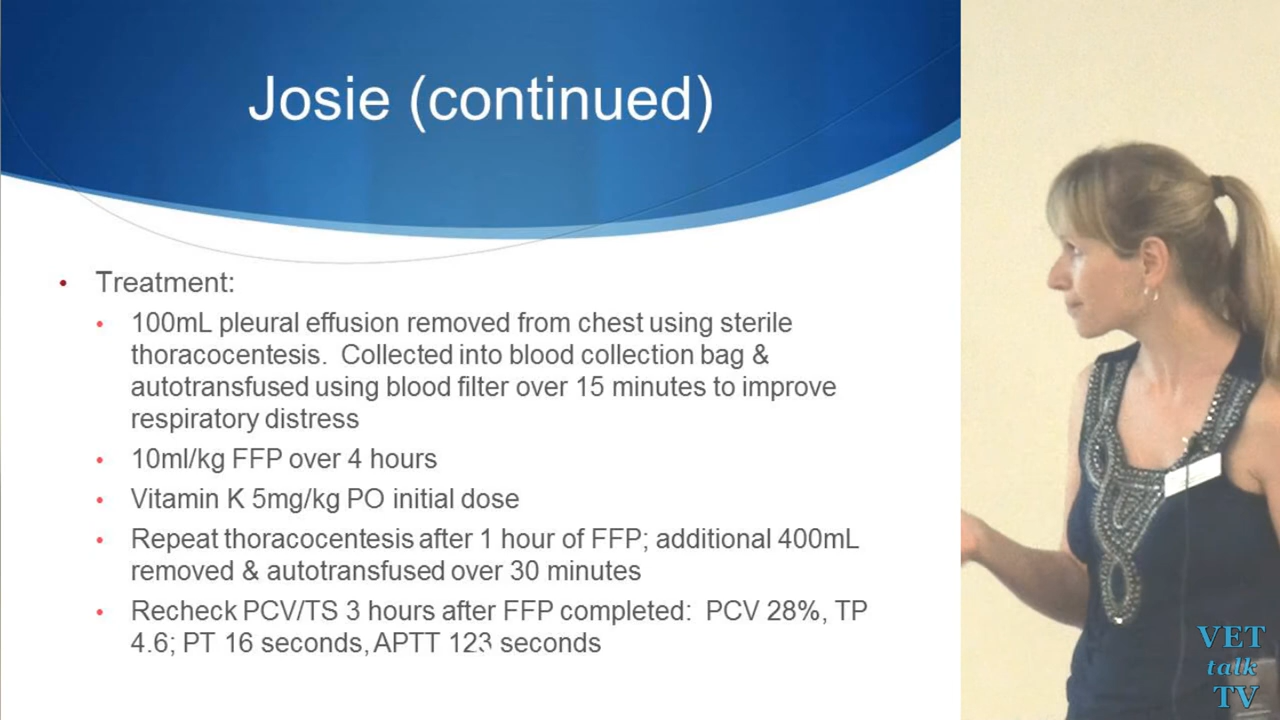 Josie (continued)
• Treatment:
• 100mL pleural effusion removed from chest using sterile
thoracocentesis. Collected into blood collection bag &
autotransfused using blood filter over 15 minutes to improve
respiratory distress
• 10ml/kg FFP over 4 hours
• Vitamin K 5mg/kg PO initial dose
• Repeat thoracocentesis after 1 hour of FFP; additional 400mL
removed & autotransfused over 30 minutes
• Recheck PCV/TS 3 hours after FFP completed: PCV 28%, TP
4.6; PT 16 seconds, APTT 123 seconds
VET
talk
TV